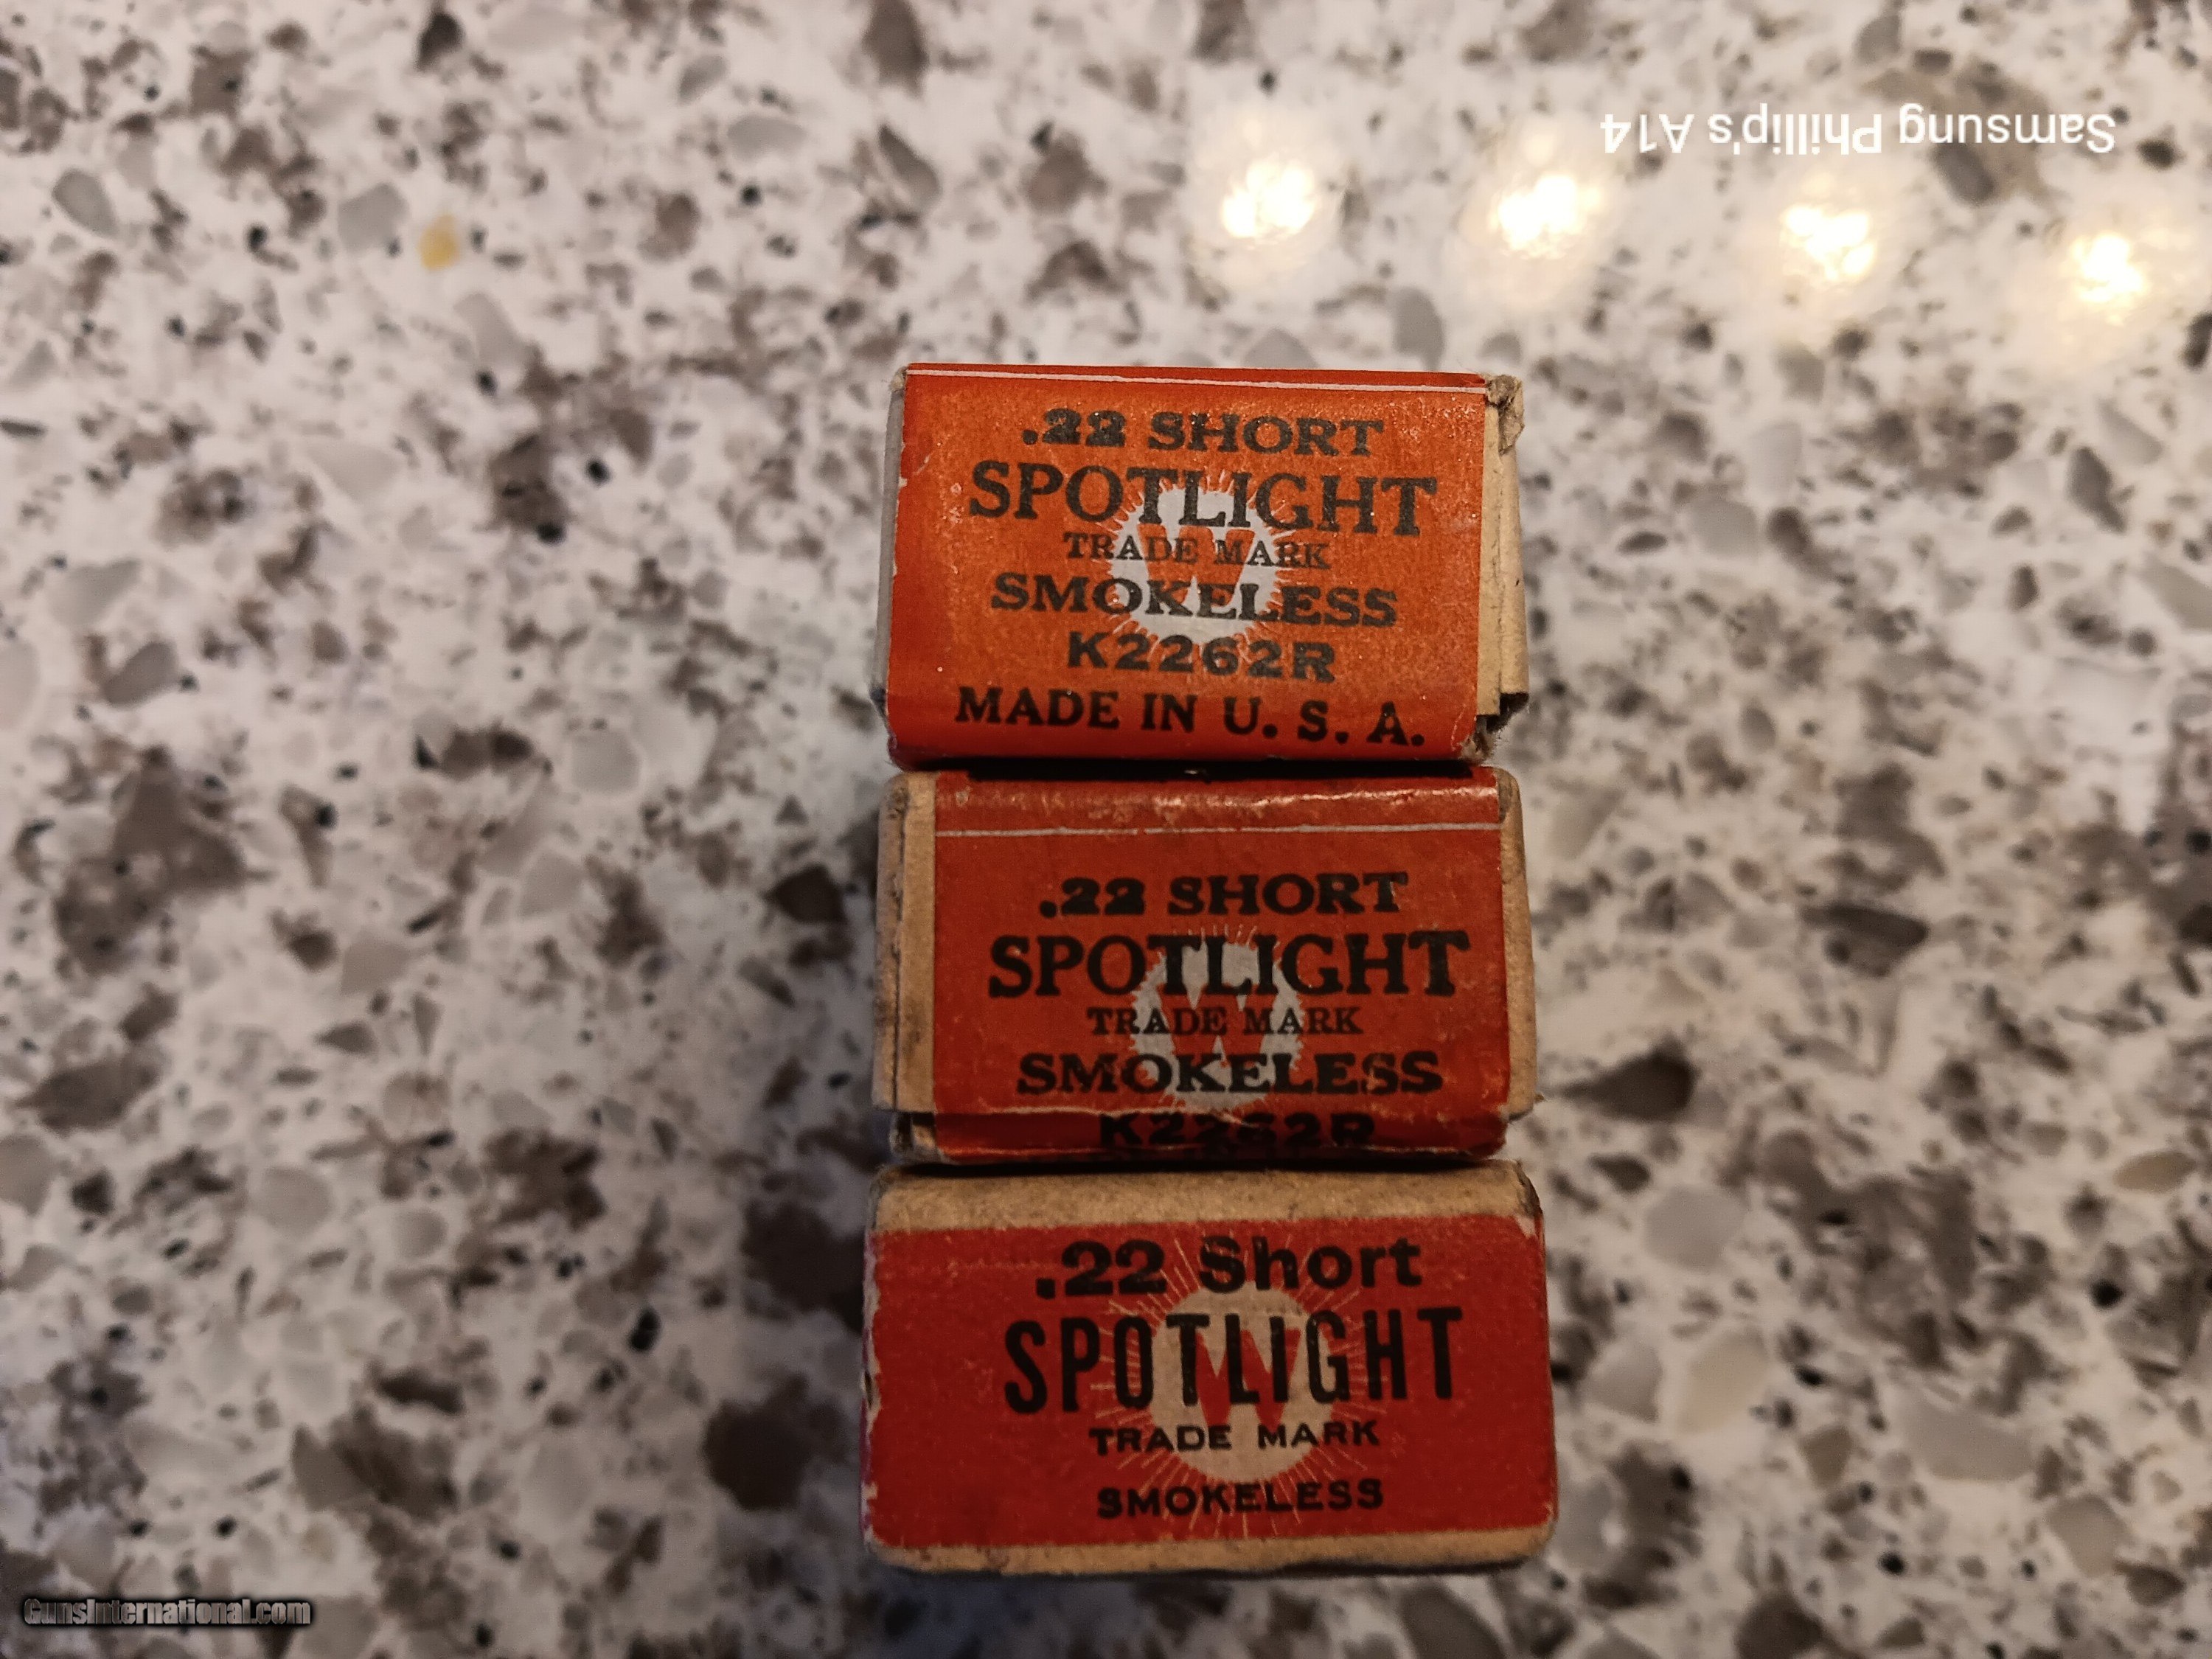 Samsung Phillip's A14
.22 SHORT
SPOTLIGHT
W
TRADE MARK
SMOKELESS
K2262R
MADE IN U. S. A.
.22 SHORT
SPOTLIGHT
W
TRADE MARK
SMOKELESS
K2262R
.22 Short
SPOTLIGHT
W
TRADE MARK
SMOKELESS
GunsInternational.com